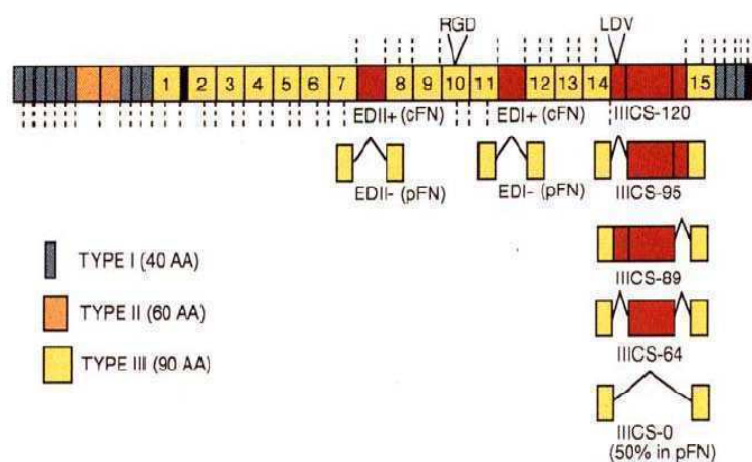 RGD LDV
1 2 3 4 5 6 7 8 9 10 11 12 13 14 15
EDII+ (cFN) EDI+ (cFN) IIICS-120
EDII- (pFN) EDI- (pFN) IIICS-95
IIICS-89
TYPE I (40 AA)
TYPE II (60 AA)
IIICS-64
TYPE III (90 AA)
IIICS-0
(50% in pFN)